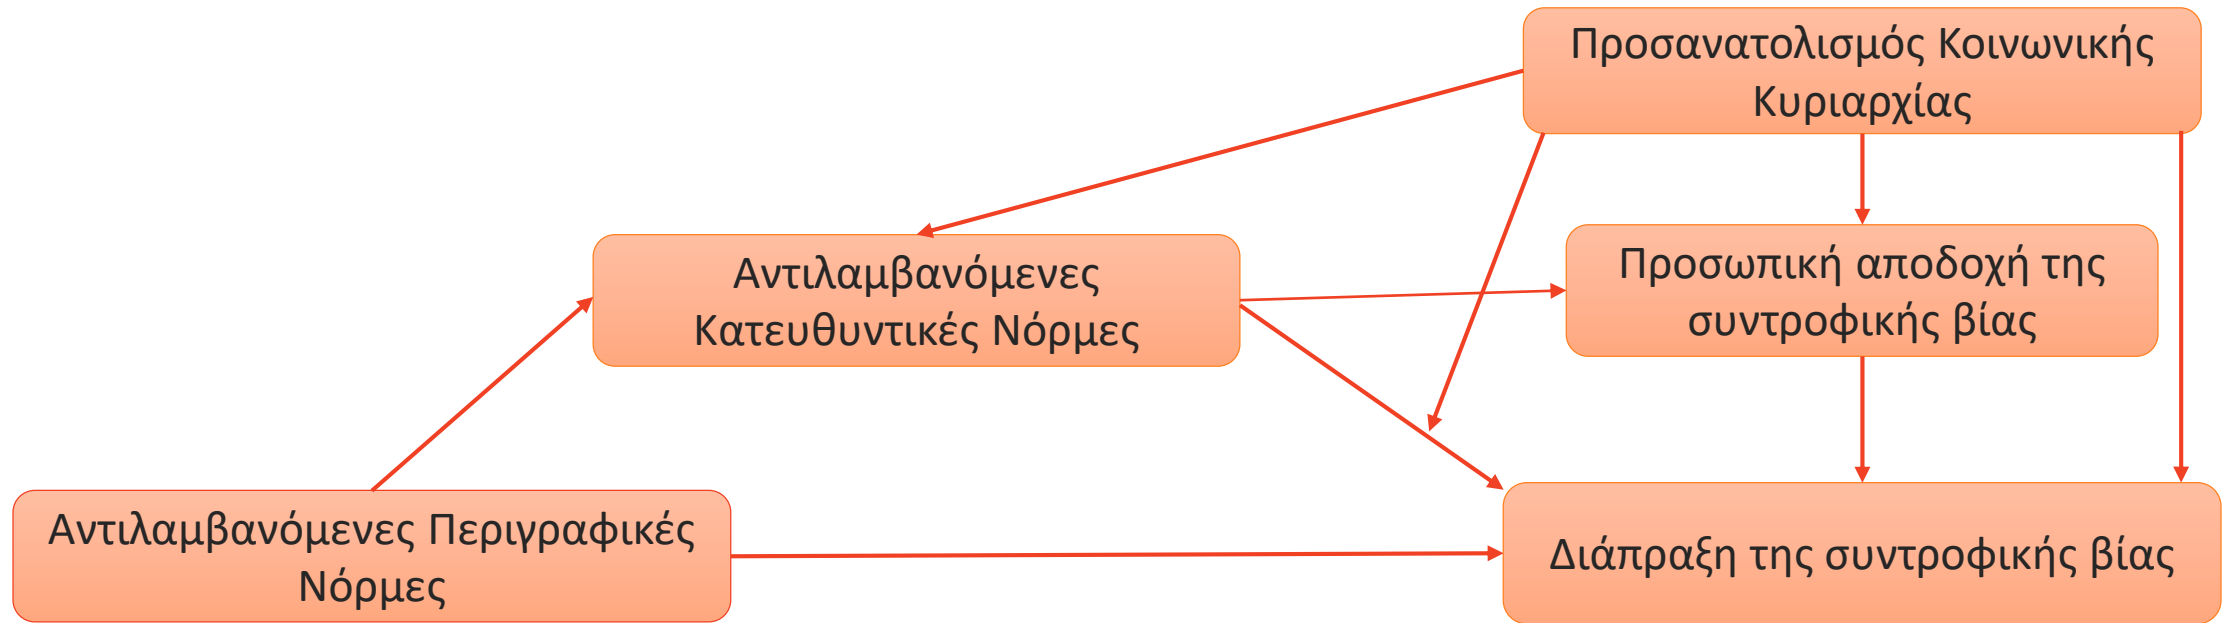 Προσανατολισμός Κοινωνικής
Κυριαρχίας
Αντιλαμβανόμενες
Κατευθυντικές Νόρμες
Προσωπική αποδοχή της
συντροφικής βίας
Αντιλαμβανόμενες Περιγραφικές
Νόρμες
Διάπραξη της συντροφικής βίας